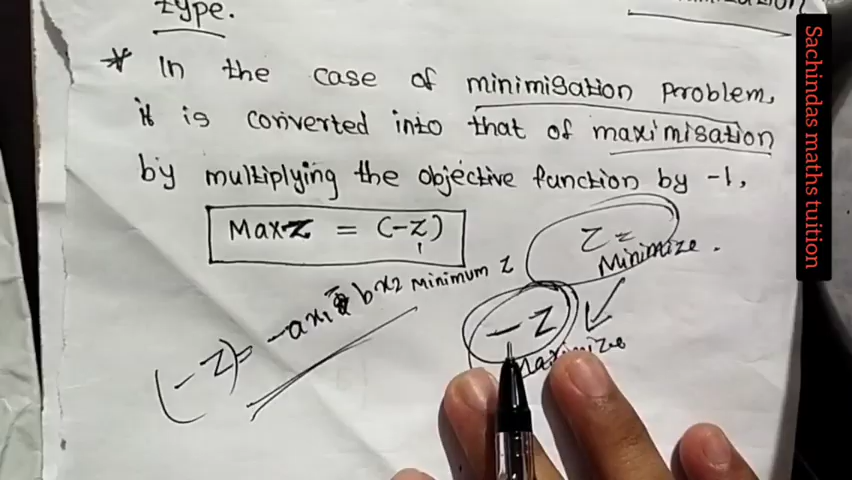 type.
* In the case of minimisation problem,
it is converted into that of maximisation
by multiplying the objective function by -1,
Max Z = (-Z)
Z =
Minimize.
Minimum Z
(-Z) = -ax1 bx2
- Z
Maximize
Sachindas maths tuition